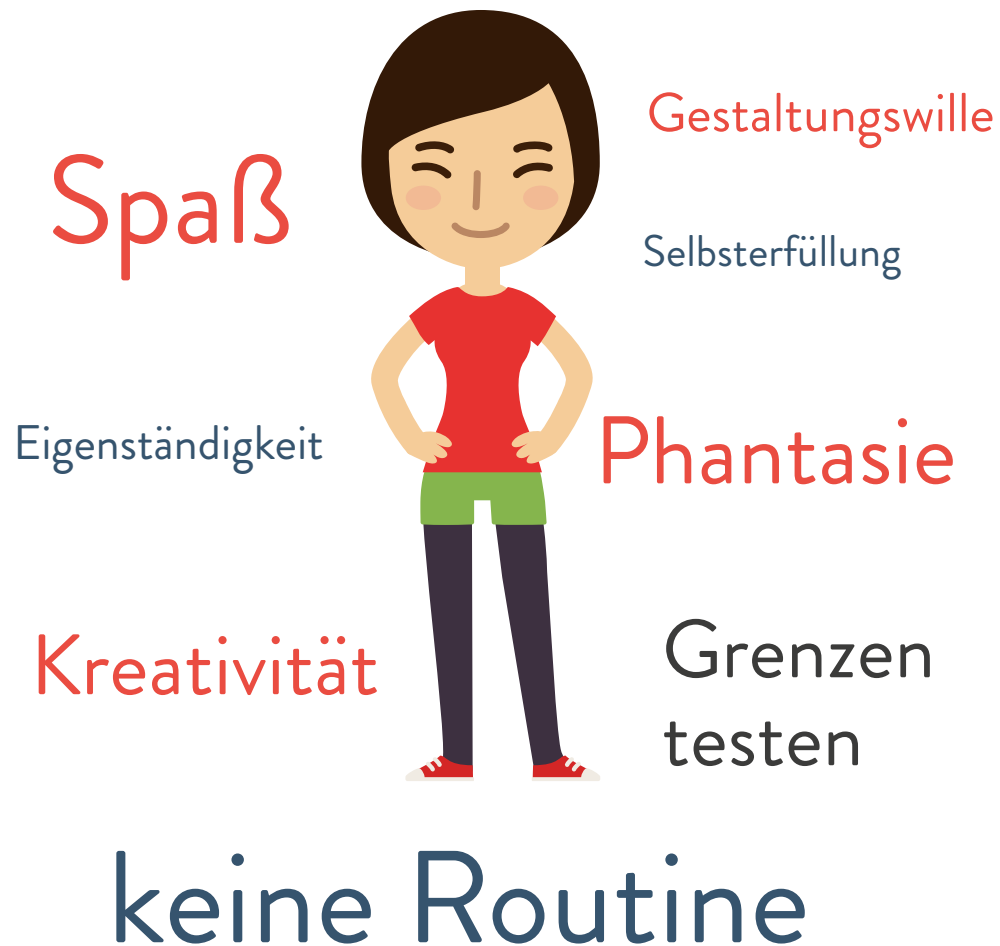 Gestaltungswille
Spaß
Selbsterfüllung
Eigenständigkeit
Phantasie
Kreativität
Grenzen
testen
keine Routine